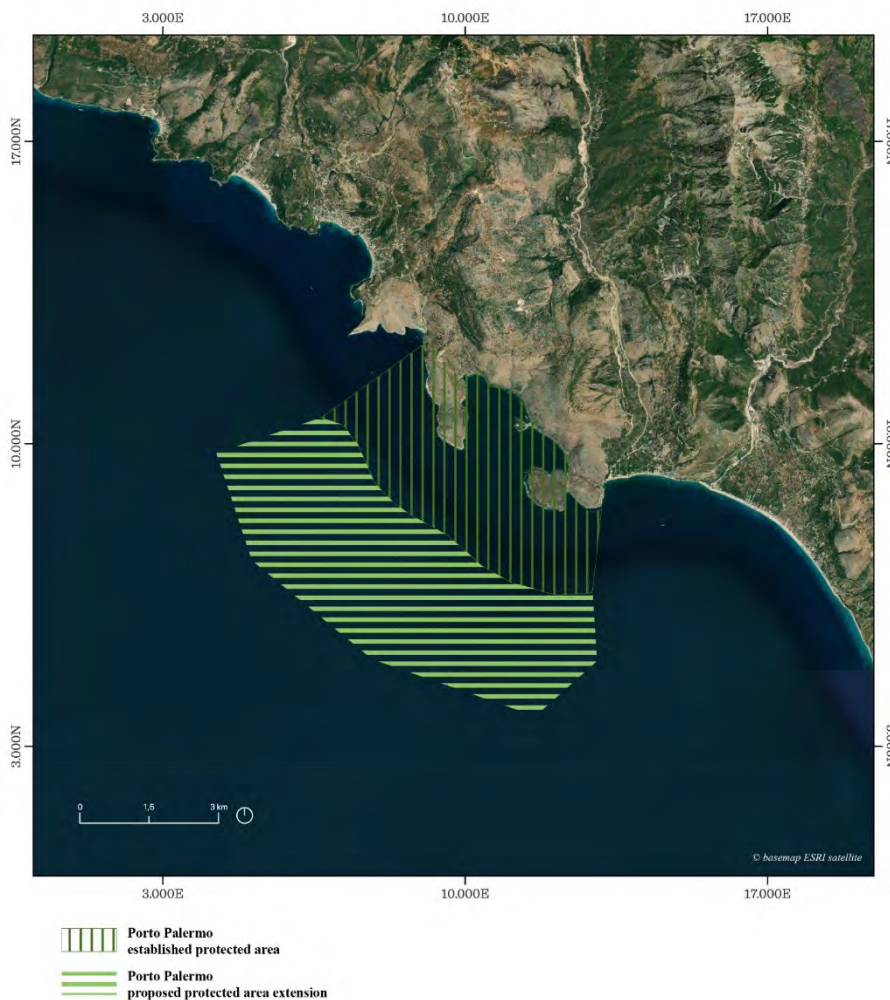 3.000E 10.000E 17.000E
17.000N 17.000N
10.000N 10.000N
3.000N 3.000N
0 1,5 3 km
© basemap ESRI satellite
3.000E 10.000E 17.000E
Porto Palermo
established protected area
Porto Palermo
proposed protected area extension